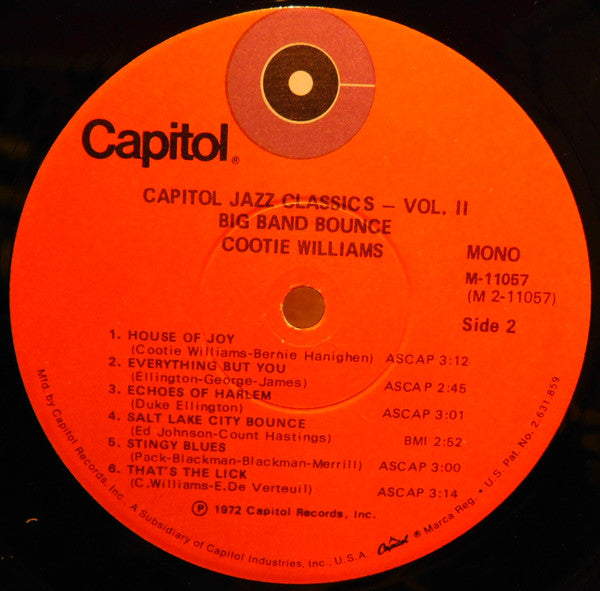 Capitol®
CAPITOL JAZZ CLASSICS – VOL. II
BIG BAND BOUNCE
COOTIE WILLIAMS
MONO
M-11057
(M 2-11057)
Side 2
1. HOUSE OF JOY
(Cootie Williams-Bernie Hanighen) ASCAP 3:12
2. EVERYTHING BUT YOU
(Ellington-George-James) ASCAP 2:45
3. ECHOES OF HARLEM
(Duke Ellington) ASCAP 3:01
4. SALT LAKE CITY BOUNCE
(Ed Johnson-Count Hastings) BMI 2:52
5. STINGY BLUES
(Pack-Blackman-Blackman-Merrill) ASCAP 3:00
6. THAT'S THE LICK
(C.Williams-E.De Verteuil) ASCAP 3:14
Ⓟ 1972 Capitol Records, Inc.
Mfd. by Capitol Records, Inc., A Subsidiary of Capitol Industries, Inc., U.S.A. Capitol ® Marca Reg. • U.S. Pat. No. 2,631,859